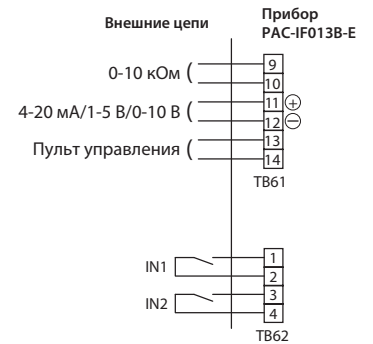 Внешние цепи
Прибор
PAC-IF013B-E
0-10 кОм (
9
10
4-20 мА/1-5 В/0-10 В (
11 +
12 −
Пульт управления (
13
14
TB61
IN1
1
2
IN2
3
4
TB62